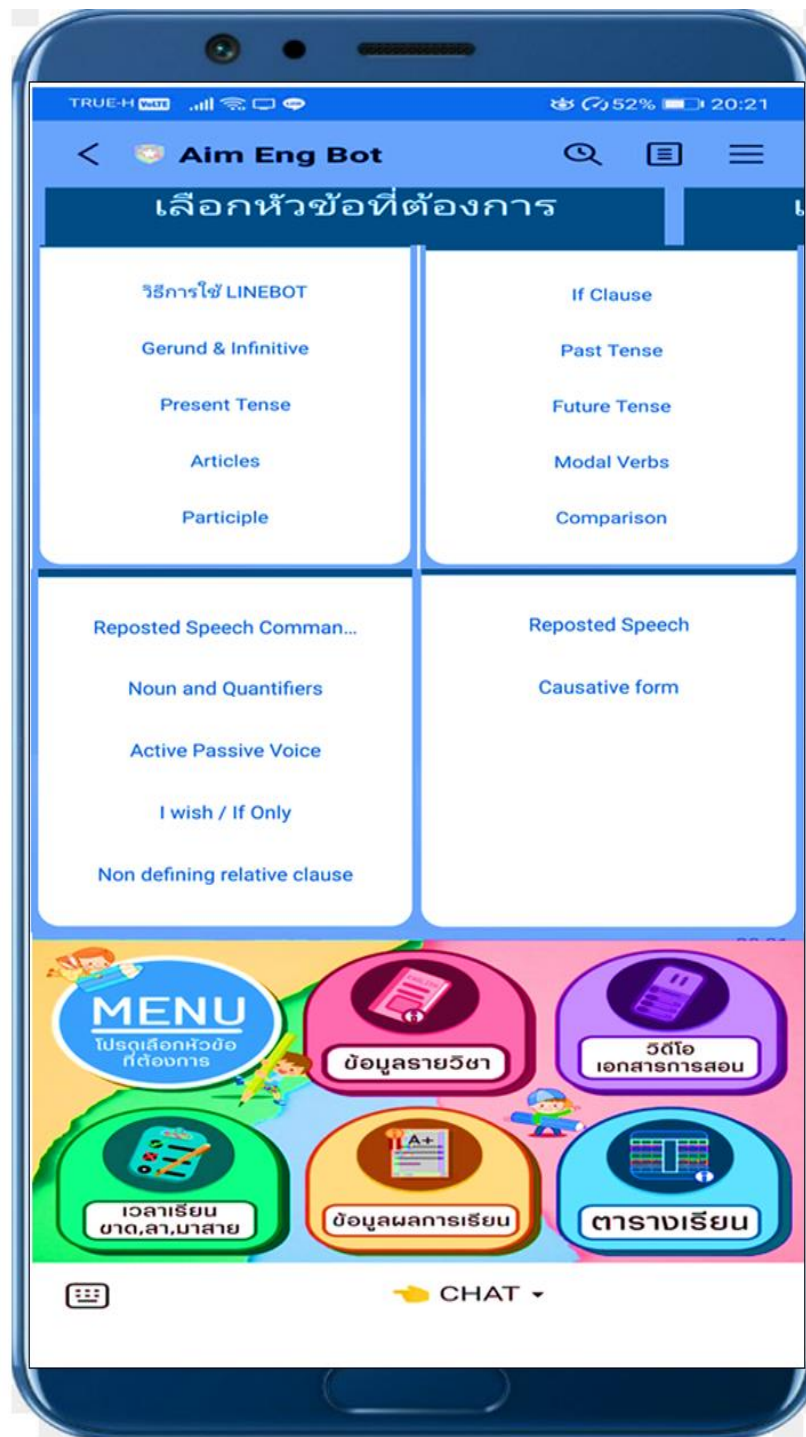 TRUE-H VoLTE 52% 20:21
Aim Eng Bot
เลือกหัวข้อที่ต้องการ
วิธีการใช้ LINEBOT
Gerund & Infinitive
Present Tense
Articles
Participle
If Clause
Past Tense
Future Tense
Modal Verbs
Comparison
Reposted Speech Comman...
Noun and Quantifiers
Active Passive Voice
I wish / If Only
Non defining relative clause
Reposted Speech
Causative form
MENU
โปรดเลือกหัวข้อ
ที่ต้องการ
ข้อมูลรายวิชา
วิดีโอ
เอกสารการสอน
A+
เวลาเรียน
ขาด,ลา,มาสาย
ข้อมูลผลการเรียน
ตารางเรียน
CHAT